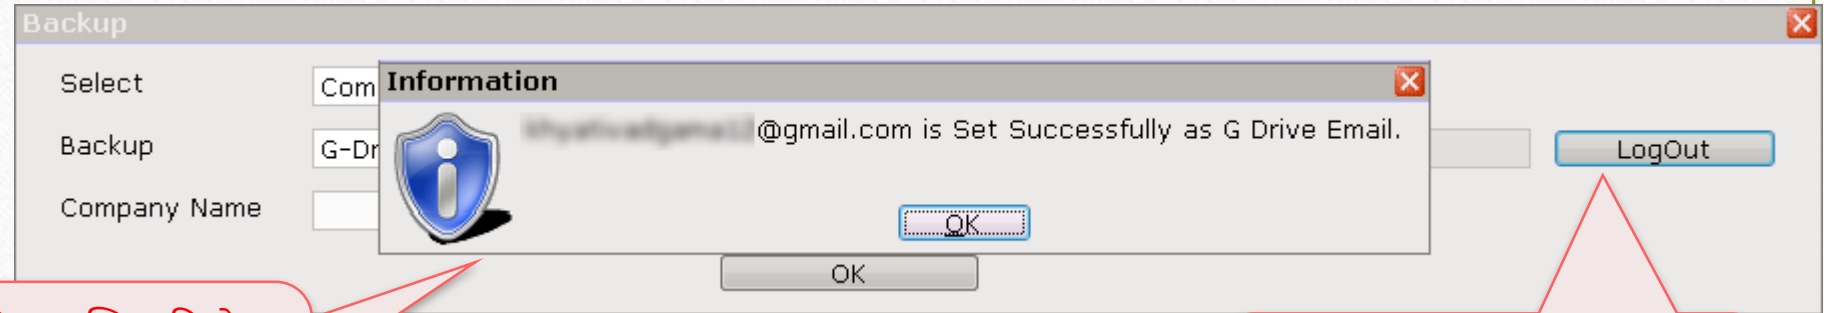 Backup
Select
Com
Information
@gmail.com is Set Successfully as G Drive Email.
Backup
G-Dr
LogOut
Company Name
OK
OK